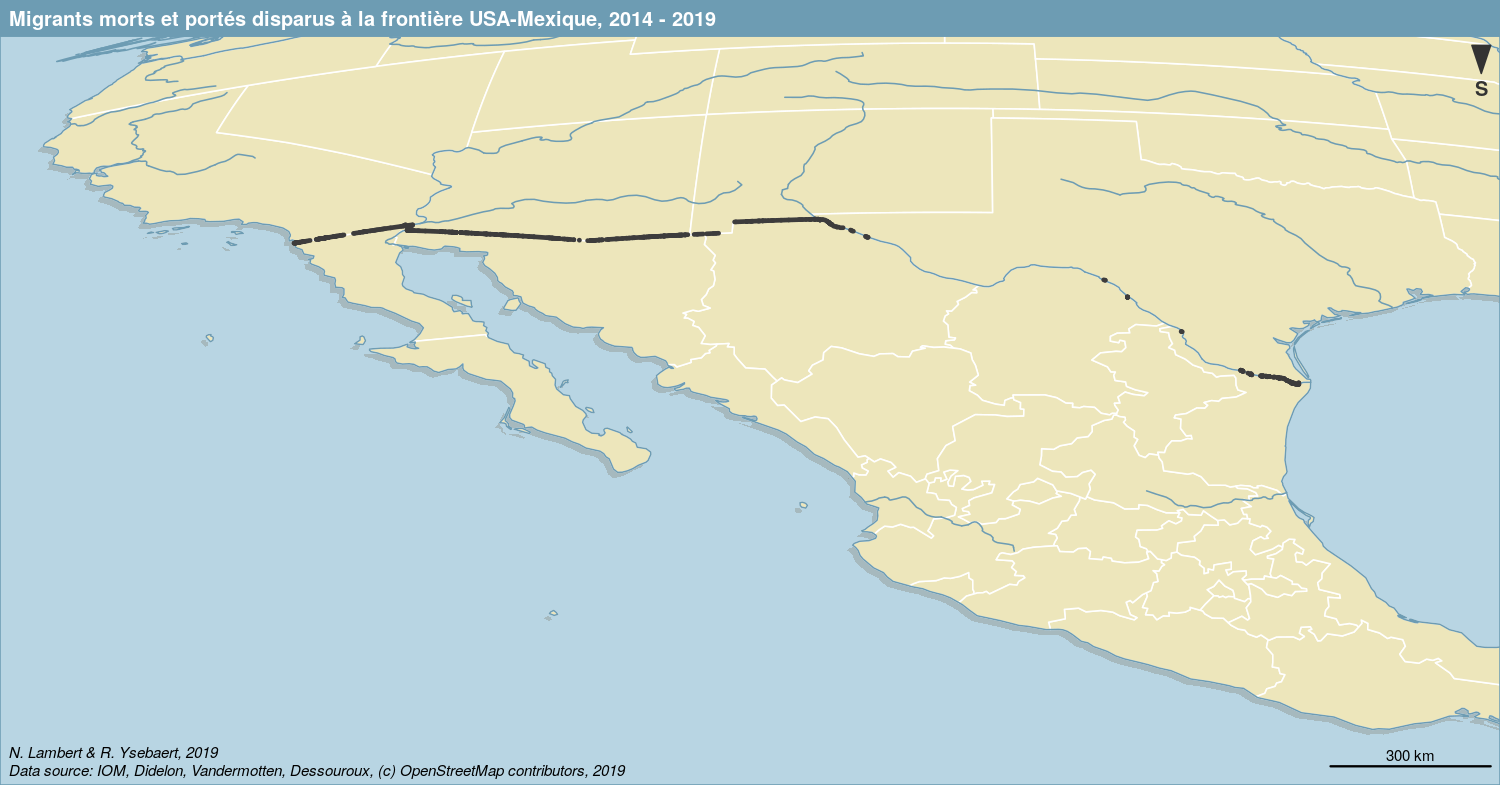 Migrants morts et portés disparus à la frontière USA-Mexique, 2014 - 2019
S
N. Lambert & R. Ysebaert, 2019
Data source: IOM, Didelon, Vandermotten, Dessouroux, (c) OpenStreetMap contributors, 2019
300 km